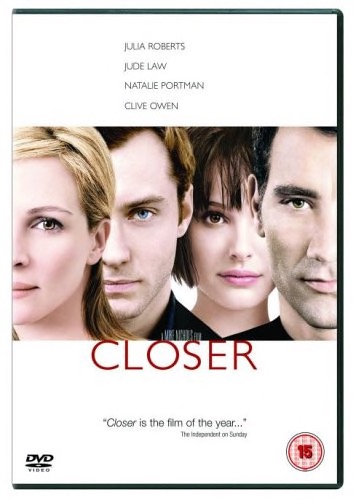 JULIA ROBERTS
JUDE LAW
NATALIE PORTMAN
CLIVE OWEN
A MIKE NICHOLS FILM
CLOSER
“Closer is the film of the year...”
The Independent on Sunday
DVD
VIDEO
15